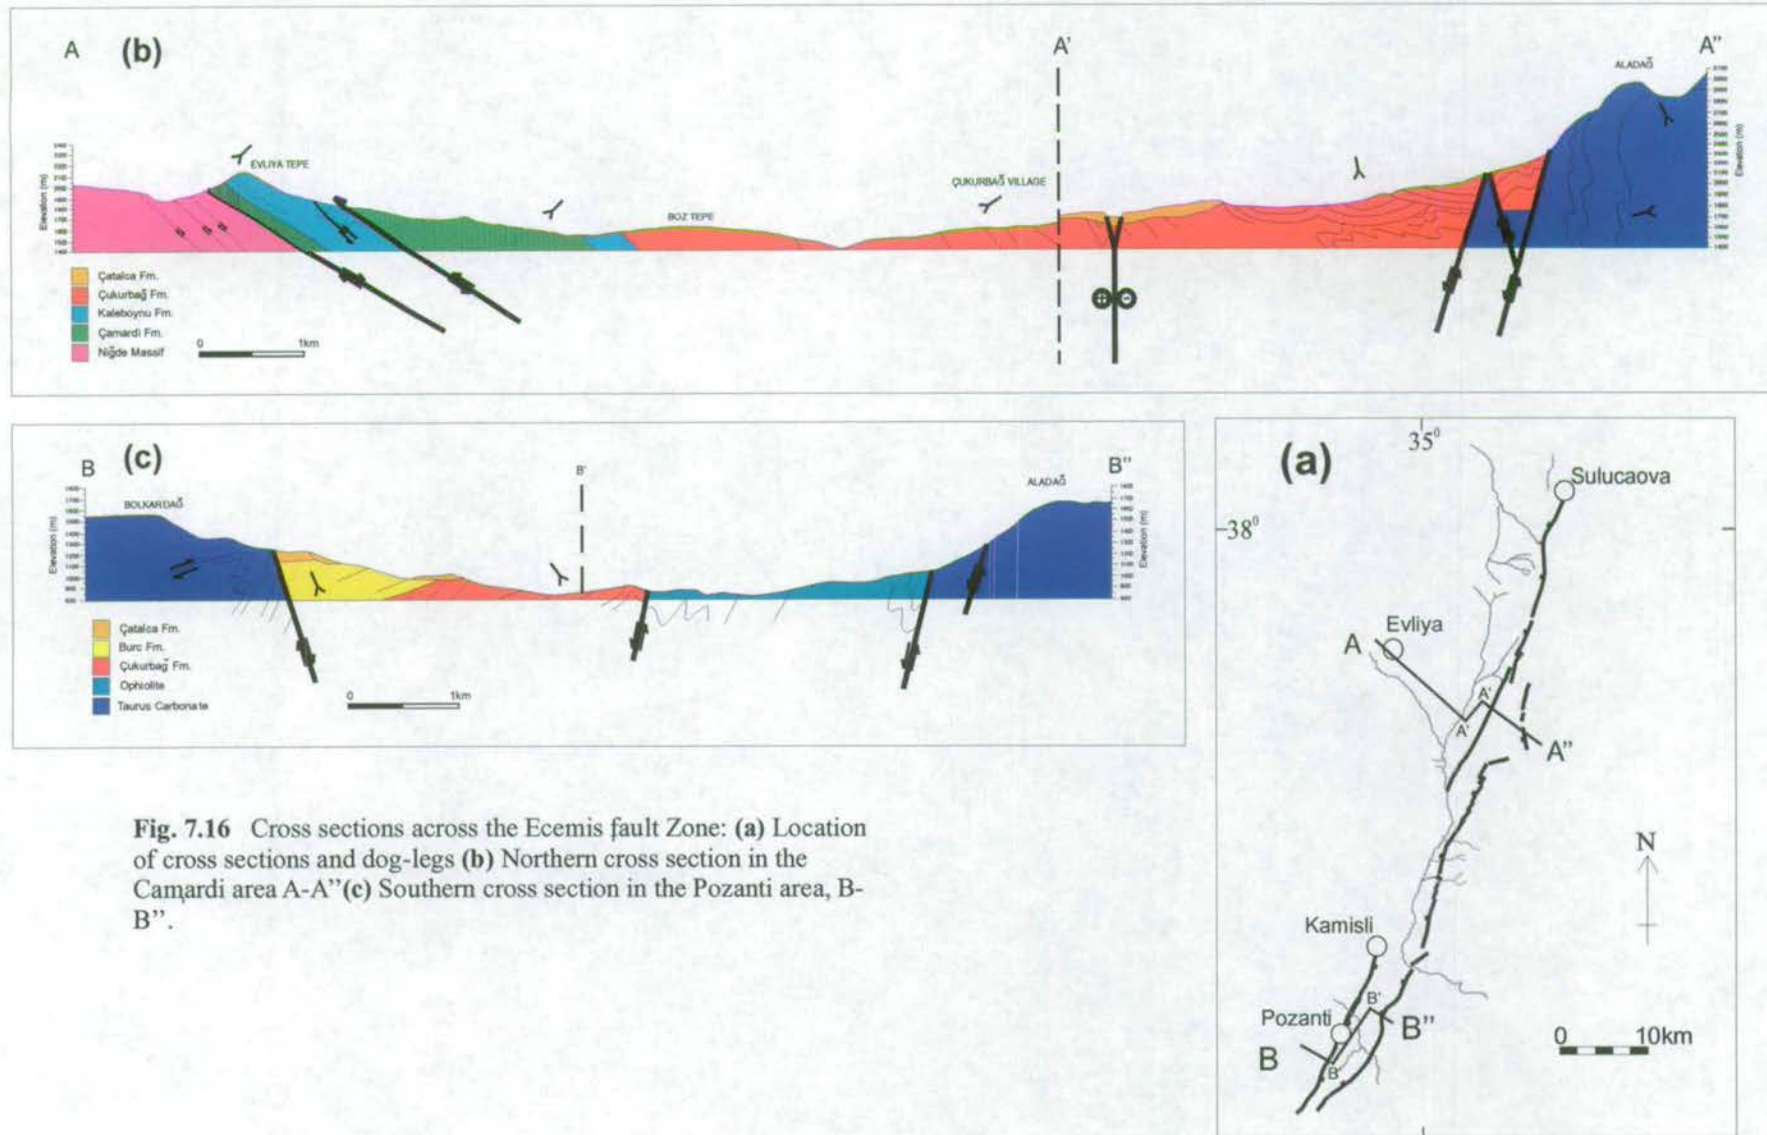 A
(b)
A'
A"
ALADAĞ
EVLIYA TEPE
ÇUKURBAĞ VILLAGE
BOZ TEPE
Elevation (m)
Elevation (m)
Çatalca Fm.
Çukurbağ Fm.
Kaleboynu Fm.
Çamardi Fm.
Niğde Massif
0 1km
B
(c)
B'
B"
BOLKARDAĞ
ALADAĞ
Elevation (m)
Elevation (m)
Çatalca Fm.
Burc Fm.
Çukurbağ Fm.
Ophiolite
Taurus Carbonate
0 1km
(a)
35⁰
38⁰
Sulucaova
Evliya
A
A'
A'
A"
N
Kamisli
Pozanti
B'
B"
B
B'
0 10km
Fig. 7.16 Cross sections across the Ecemis fault Zone: (a) Location
of cross sections and dog-legs (b) Northern cross section in the
Camardi area A-A”(c) Southern cross section in the Pozanti area, B-
B”.